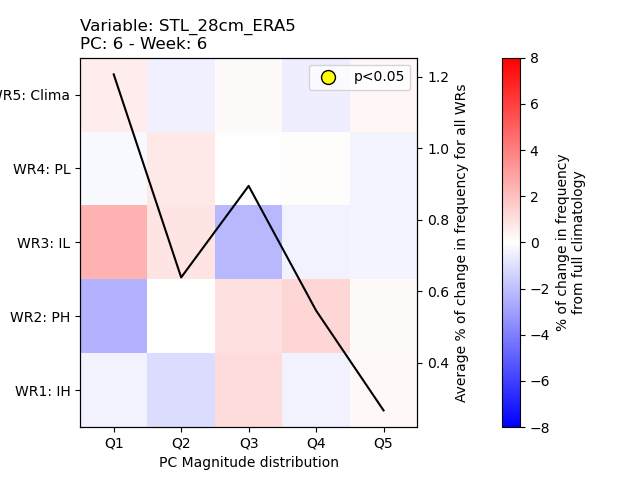 Variable: STL_28cm_ERA5
PC: 6 - Week: 6
p<0.05
WR5: Clima
WR4: PL
WR3: IL
WR2: PH
WR1: IH
Q1 Q2 Q3 Q4 Q5
PC Magnitude distribution
1.2
1.0
0.8
0.6
0.4
Average % of change in frequency for all WRs
8
6
4
2
0
−2
−4
−6
−8
% of change in frequency
from full climatology